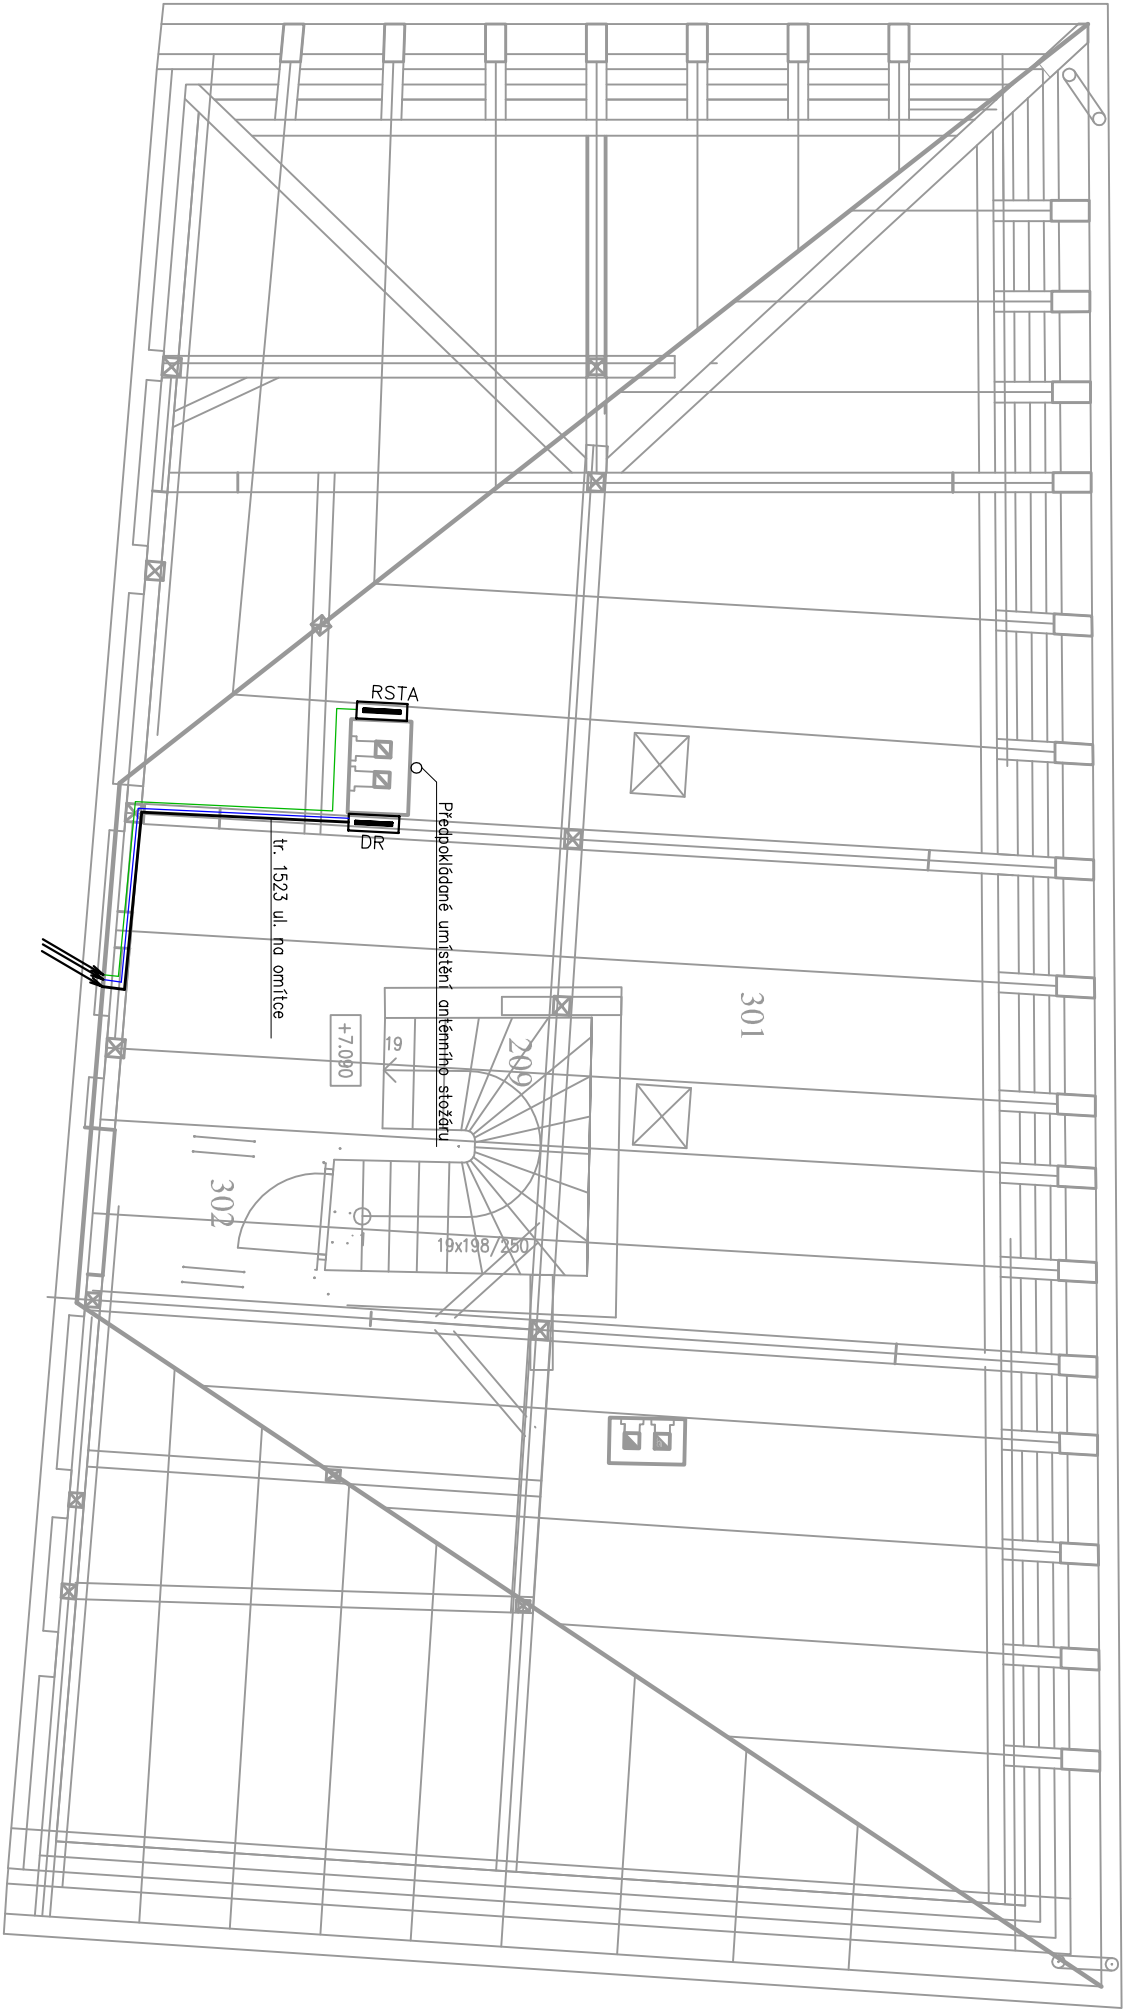 RSTA
DR
Předpokládané umístění anténního stožáru
tr. 1523 ul. na omítce
301
209
19
+7.090
302
19x198/250